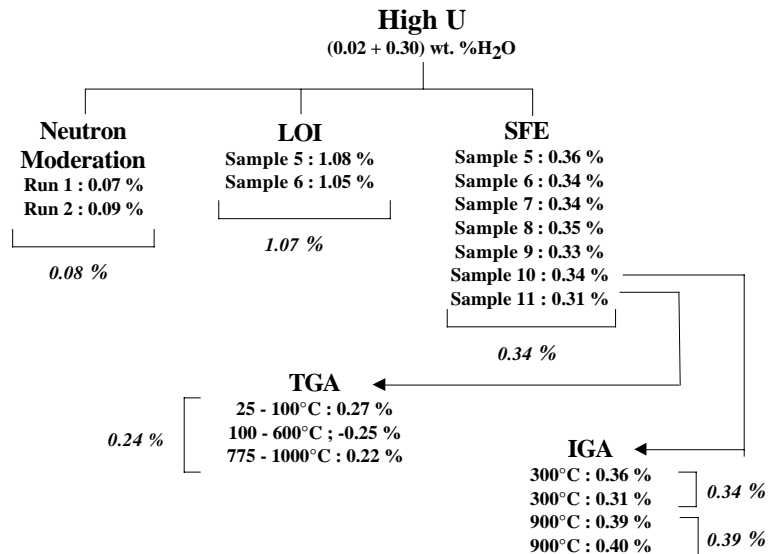 High U
(0.02 + 0.30) wt. %H2O
Neutron
Moderation
Run 1 : 0.07 %
Run 2 : 0.09 %
0.08 %
LOI
Sample 5 : 1.08 %
Sample 6 : 1.05 %
1.07 %
SFE
Sample 5 : 0.36 %
Sample 6 : 0.34 %
Sample 7 : 0.34 %
Sample 8 : 0.35 %
Sample 9 : 0.33 %
Sample 10 : 0.34 %
Sample 11 : 0.31 %
0.34 %
TGA
25 - 100°C : 0.27 %
100 - 600°C ; -0.25 %
775 - 1000°C : 0.22 %
0.24 %
IGA
300°C : 0.36 %
300°C : 0.31 %
0.34 %
900°C : 0.39 %
900°C : 0.40 %
0.39 %